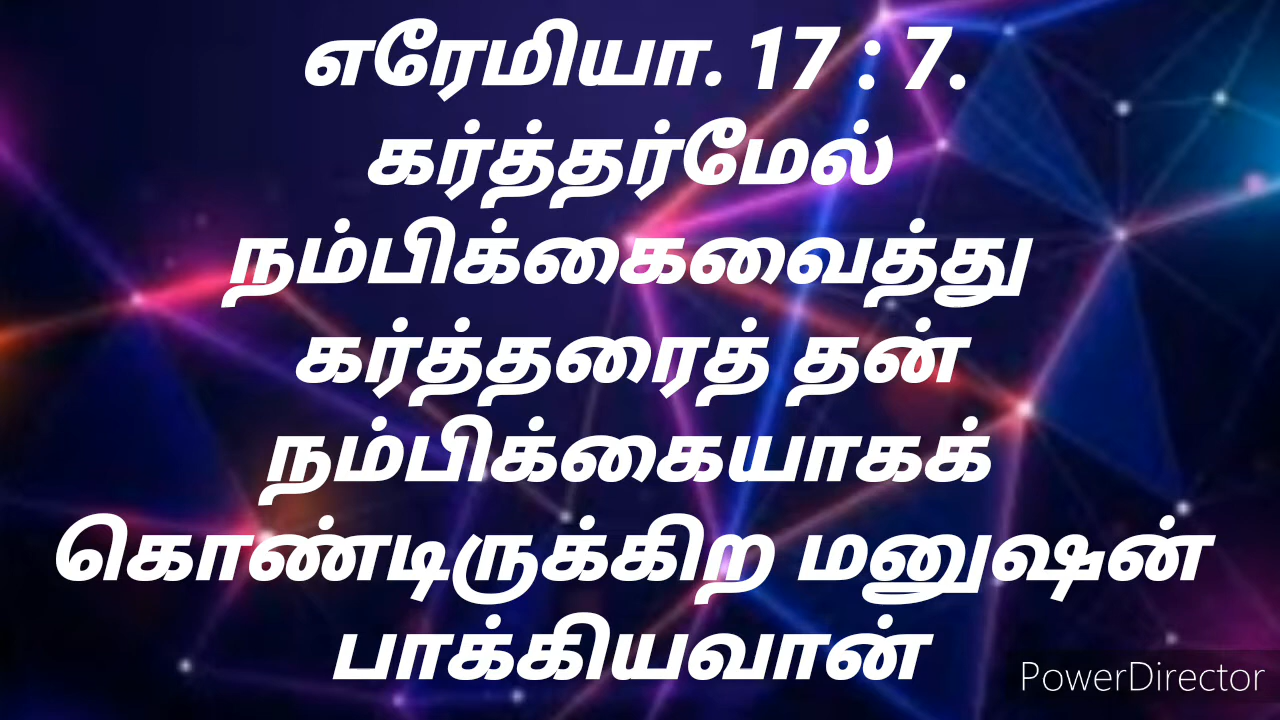 எரேமியா. 17 : 7.
கர்த்தர்மேல்
நம்பிக்கைவைத்து
கர்த்தரைத் தன்
நம்பிக்கையாகக்
கொண்டிருக்கிற மனுஷன்
பாக்கியவான்
PowerDirector